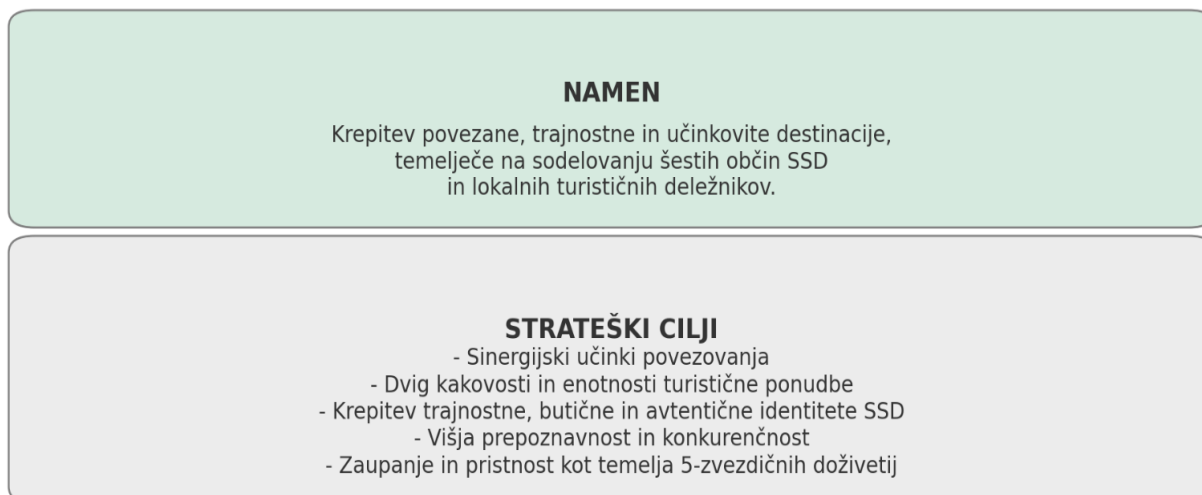 NAMEN
Krepitev povezane, trajnostne in učinkovite destinacije,
temelječe na sodelovanju šestih občin SSD
in lokalnih turističnih deležnikov.
STRATEŠKI CILJI
- Sinergijski učinki povezovanja
- Dvig kakovosti in enotnosti turistične ponudbe
- Krepitev trajnostne, butične in avtentične identitete SSD
- Višja prepoznavnost in konkurenčnost
- Zaupanje in pristnost kot temelja 5-zvezdičnih doživetij